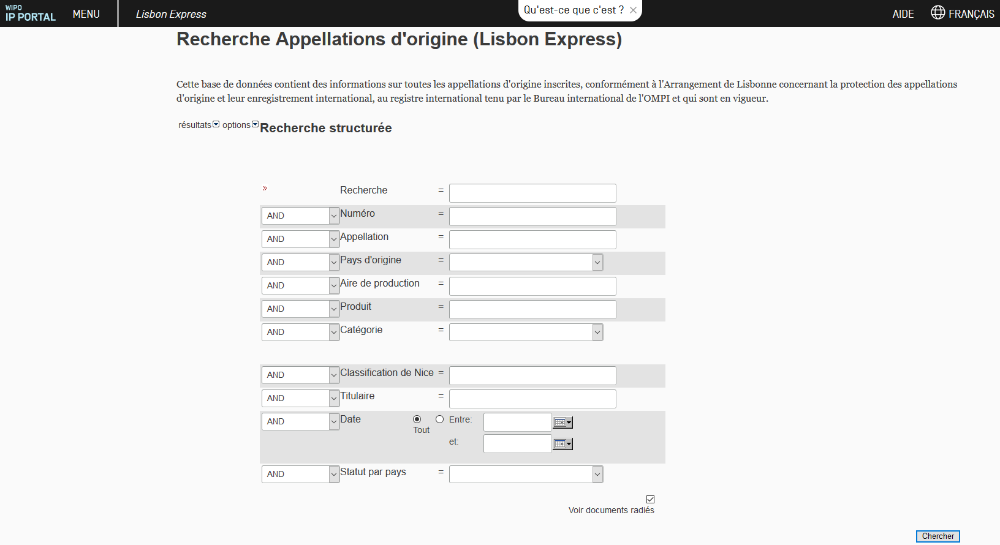 WIPO
IP PORTAL
MENU
Lisbon Express
Qu'est-ce que c'est ?
AIDE
FRANÇAIS
Recherche Appellations d'origine (Lisbon Express)
Cette base de données contient des informations sur toutes les appellations d'origine inscrites, conformément à l'Arrangement de Lisbonne concernant la protection des appellations
d'origine et leur enregistrement international, au registre international tenu par le Bureau international de l'OMPI et qui sont en vigueur.
résultats options Recherche structurée
» Recherche =
AND Numéro =
AND Appellation =
AND Pays d'origine =
AND Aire de production =
AND Produit =
AND Catégorie =
AND Classification de Nice =
AND Titulaire =
AND Date Entre:
Tout
et:
AND Statut par pays =
Voir documents radiés
Chercher